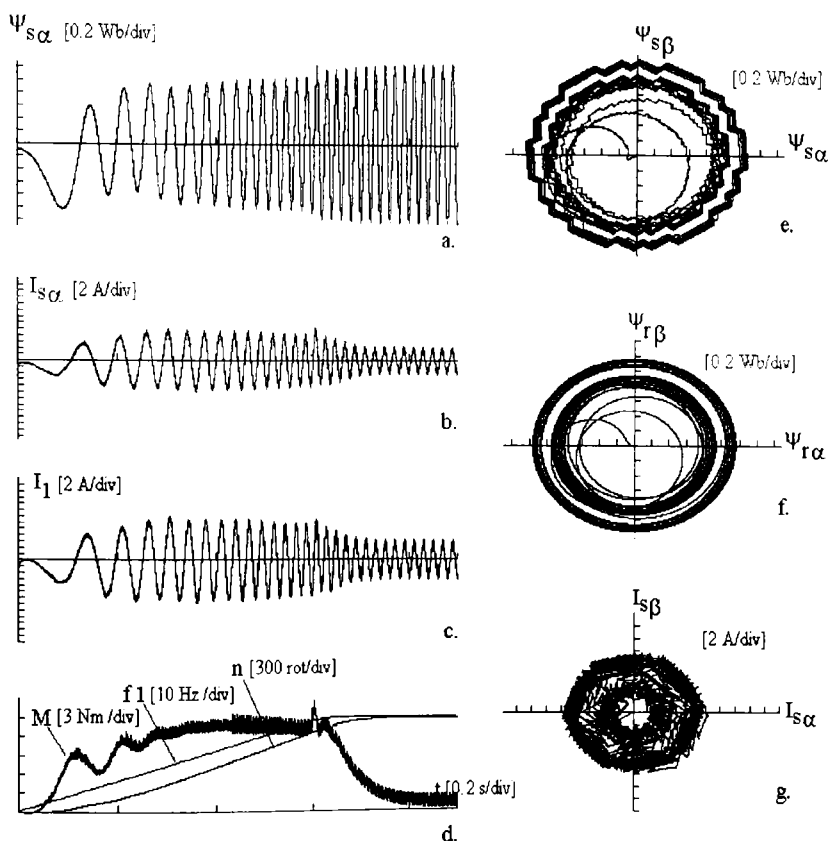 Ψsα [0.2 Wb/div]
a.
Isα [2 A/div]
b.
I1 [2 A/div]
c.
n [300 rot/div]
f1 [10 Hz /div]
M [3 Nm /div]
t [0.2 s/div]
d.
Ψsβ
[0.2 Wb/div]
Ψsα
e.
Ψrβ
[0.2 Wb/div]
Ψrα
f.
Isβ
[2 A/div]
Isα
g.